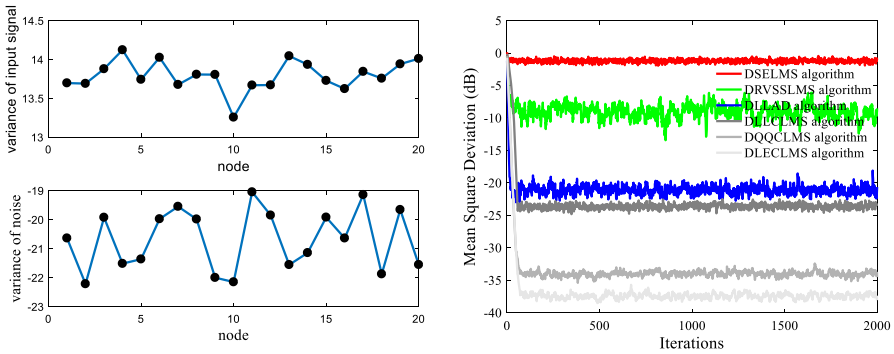 14.5
14
13.5
13
0
5
10
15
20
variance of input signal
node
-19
-20
-21
-22
-23
0
5
10
15
20
variance of noise
node
5
0
-5
-10
-15
-20
-25
-30
-35
-40
0
500
1000
1500
2000
Mean Square Deviation (dB)
Iterations
DSELMS algorithm
DRVSSLMS algorithm
DLLAD algorithm
DLLCLMS algorithm
DQQCLMS algorithm
DLECLMS algorithm